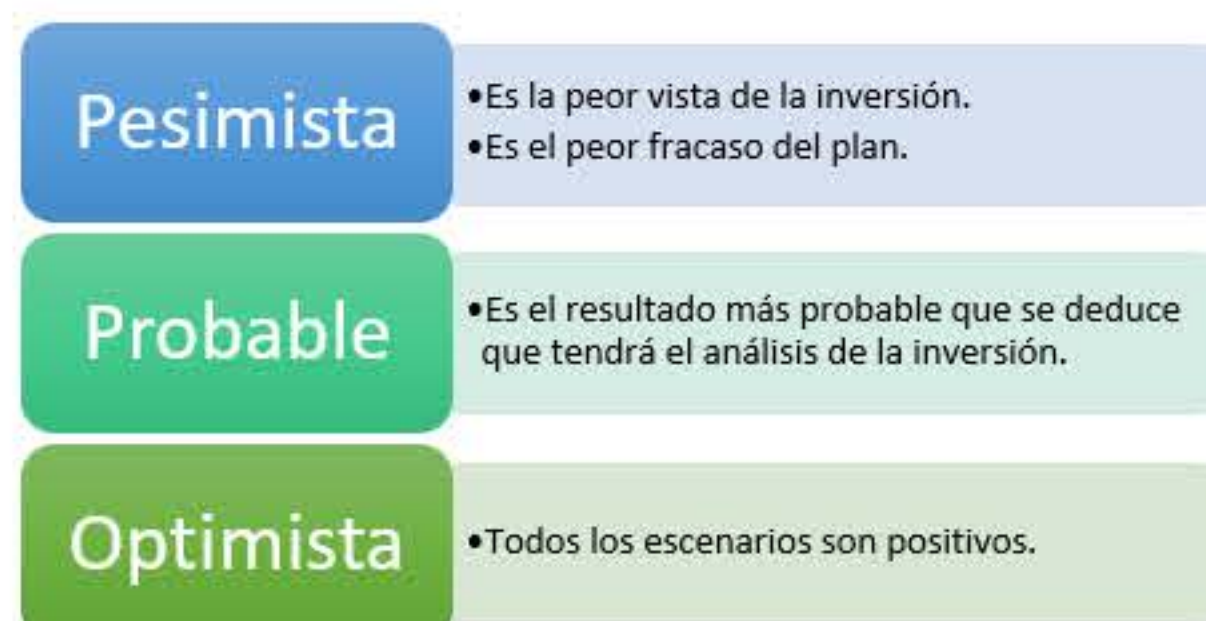 Pesimista
•Es la peor vista de la inversión.
•Es el peor fracaso del plan.
Probable
•Es el resultado más probable que se deduce
que tendrá el análisis de la inversión.
Optimista
•Todos los escenarios son positivos.